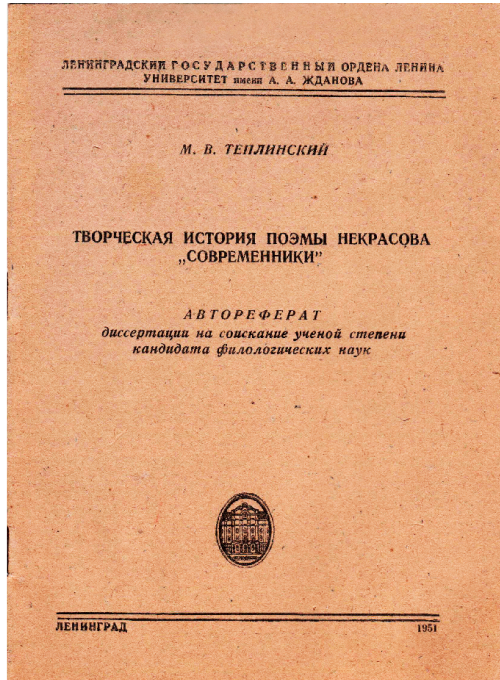 ЛЕНИНГРАДСКИЙ ГОСУДАРСТВЕННЫЙ ОРДЕНА ЛЕНИНА
УНИВЕРСИТЕТ имени А. А. ЖДАНОВА
М. В. ТЕПЛИНСКИЙ
ТВОРЧЕСКАЯ ИСТОРИЯ ПОЭМЫ НЕКРАСОВА
„СОВРЕМЕННИКИ”
АВТОРЕФЕРАТ
диссертации на соискание ученой степени
кандидата филологических наук
ЛЕНИНГРАД
1951